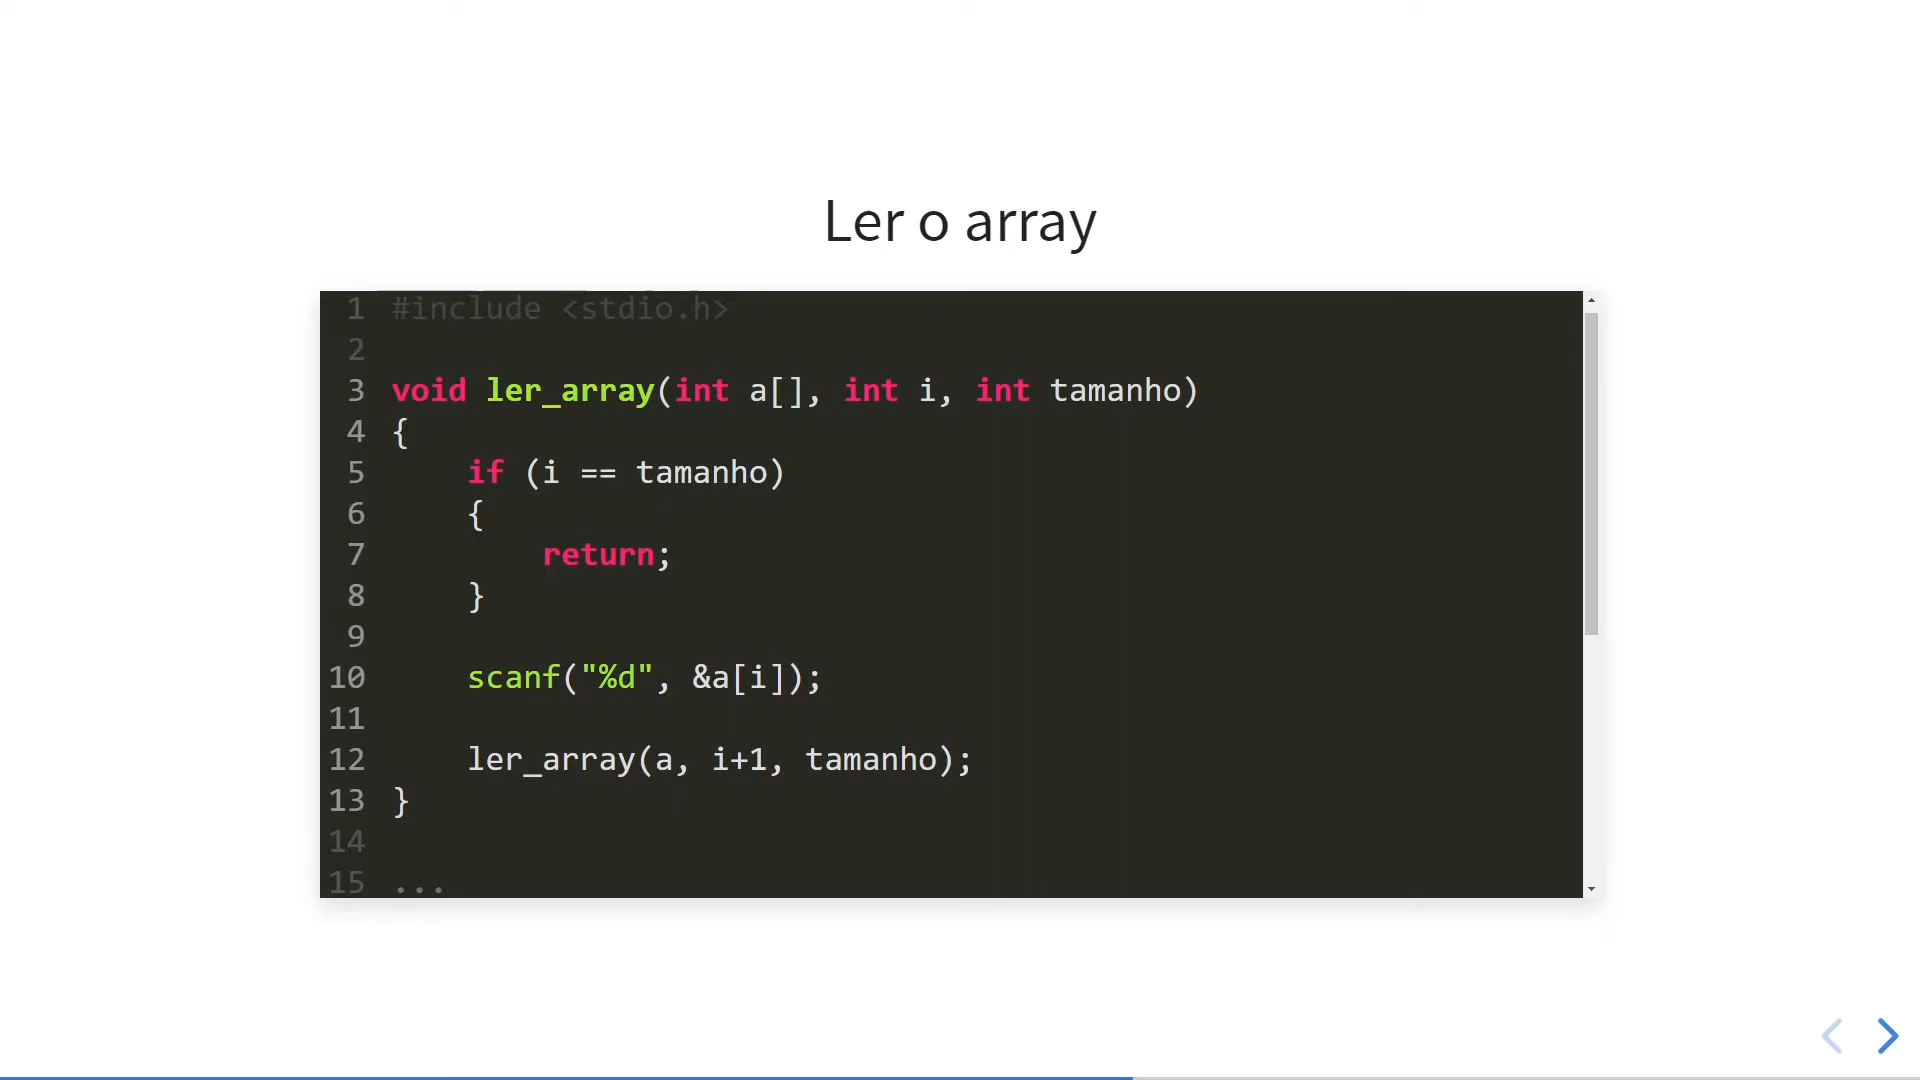 Ler o array
1 #include <stdio.h>
2
3 void ler_array(int a[], int i, int tamanho)
4 {
5     if (i == tamanho)
6     {
7         return;
8     }
9
10     scanf("%d", &a[i]);
11
12     ler_array(a, i+1, tamanho);
13 }
14
15 ...